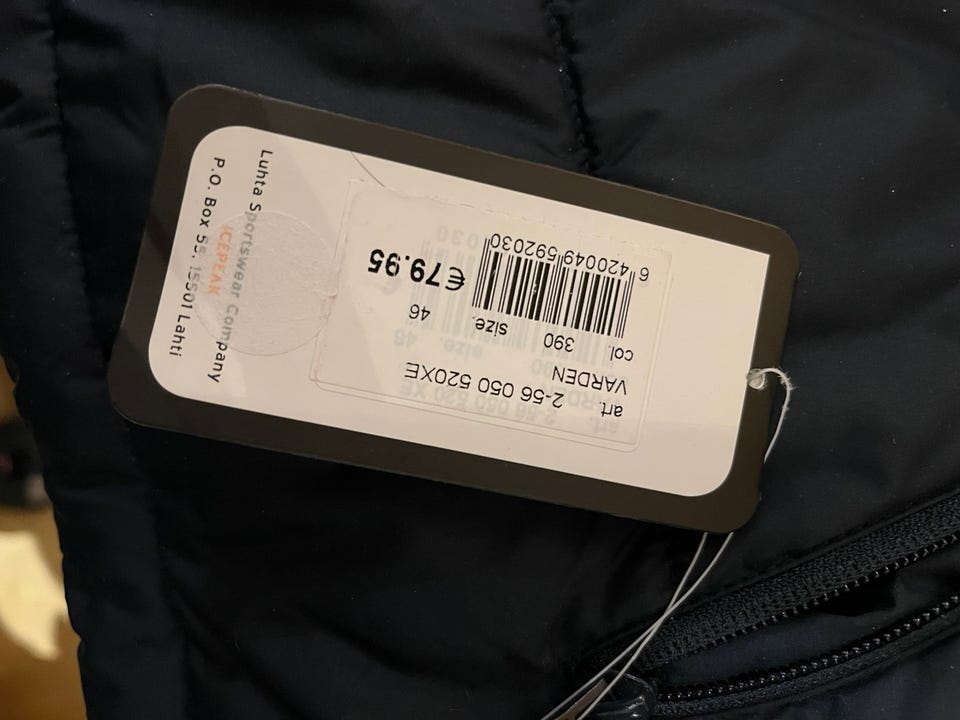 art. 2-56 050 520XE
VARDEN
col. 390 size. 46
6 420049 592030
€79.95
Luhta Sportswear Company
ICEPEAK
P.O. Box 55, 15501 Lahti